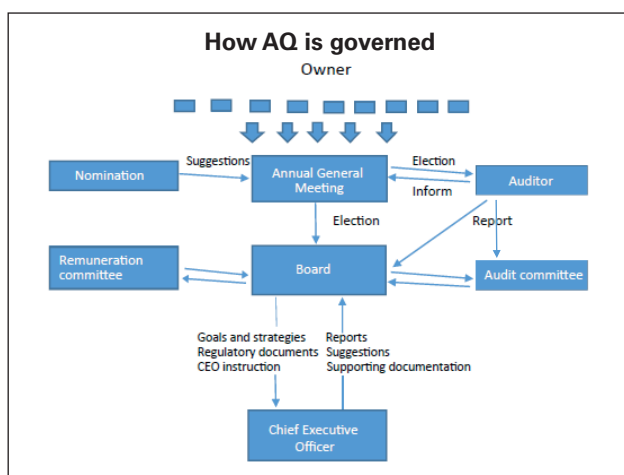 How AQ is governed
Owner
Suggestions
Election
Nomination
Annual General
Meeting
Auditor
Inform
Election
Report
Remuneration
committee
Board
Audit committee
Goals and strategies
Regulatory documents
CEO instruction
Reports
Suggestions
Supporting documentation
Chief Executive
Officer